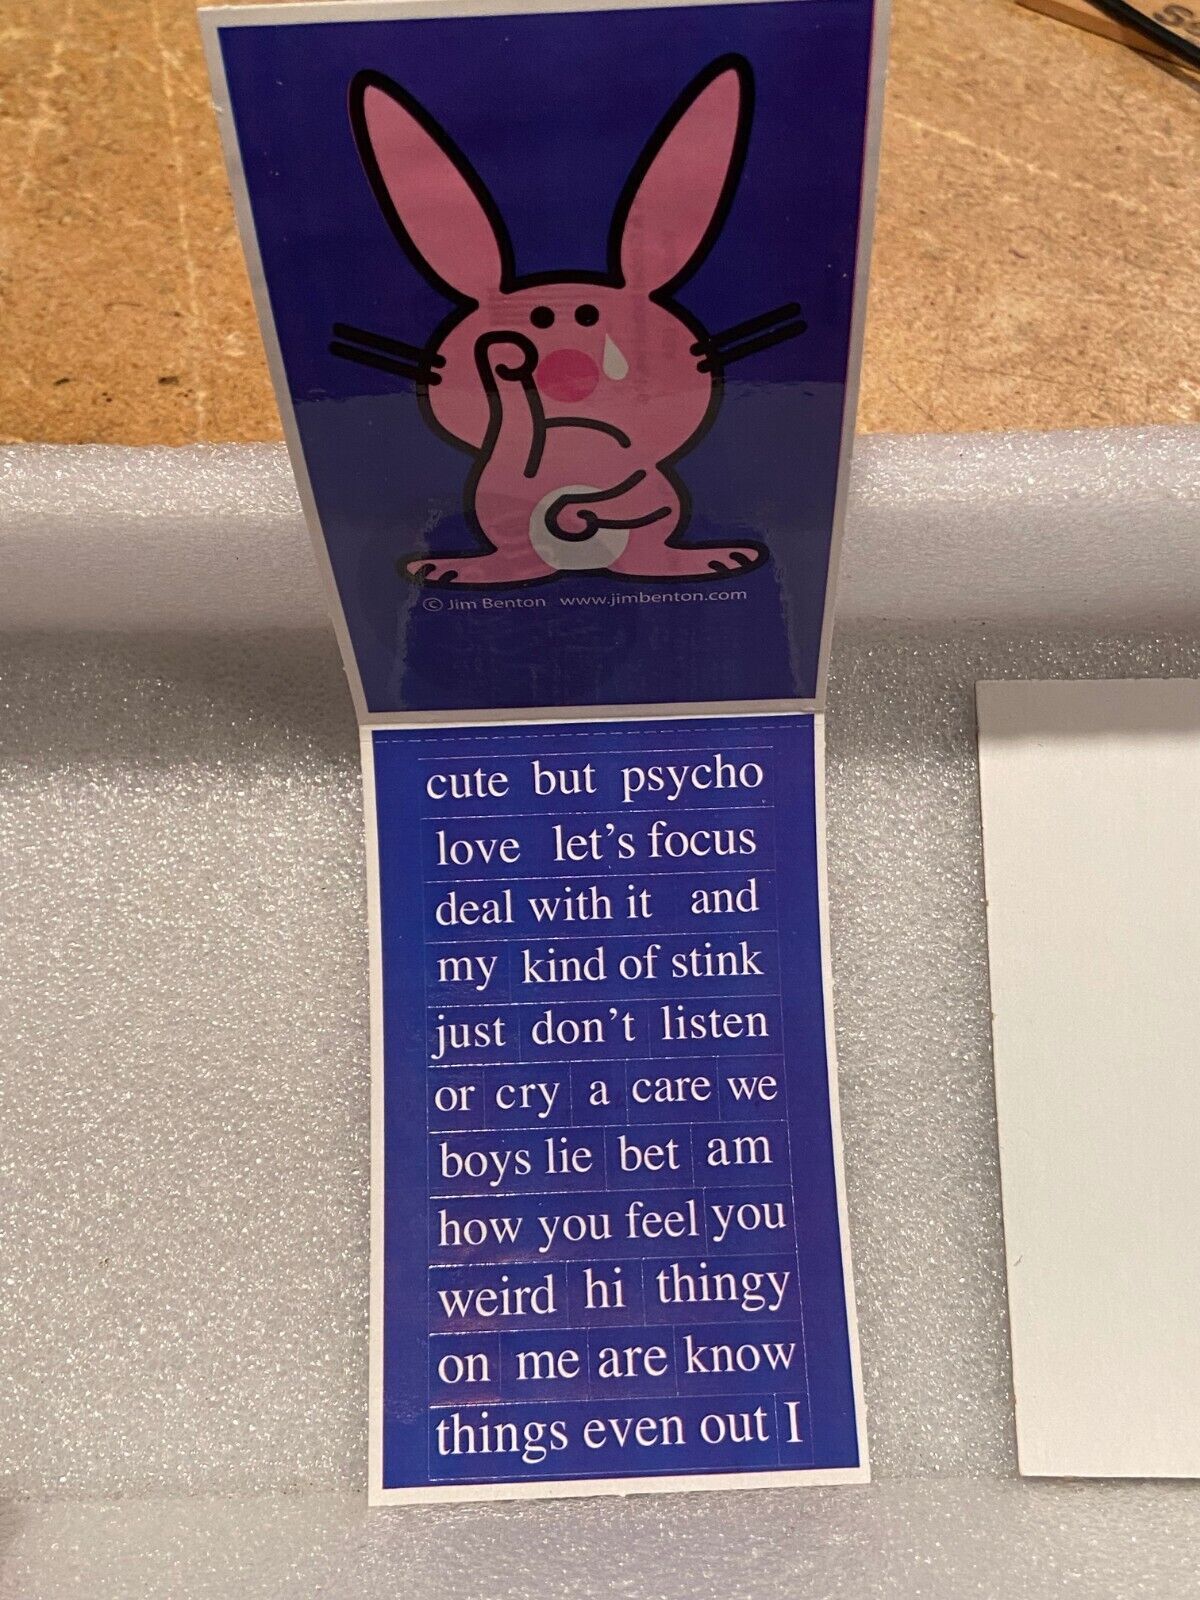 © Jim Benton www.jimbenton.com
cute but psycho
love let's focus
deal with it and
my kind of stink
just don't listen
or cry a care we
boys lie bet am
how you feel you
weird hi thingy
on me are know
things even out I